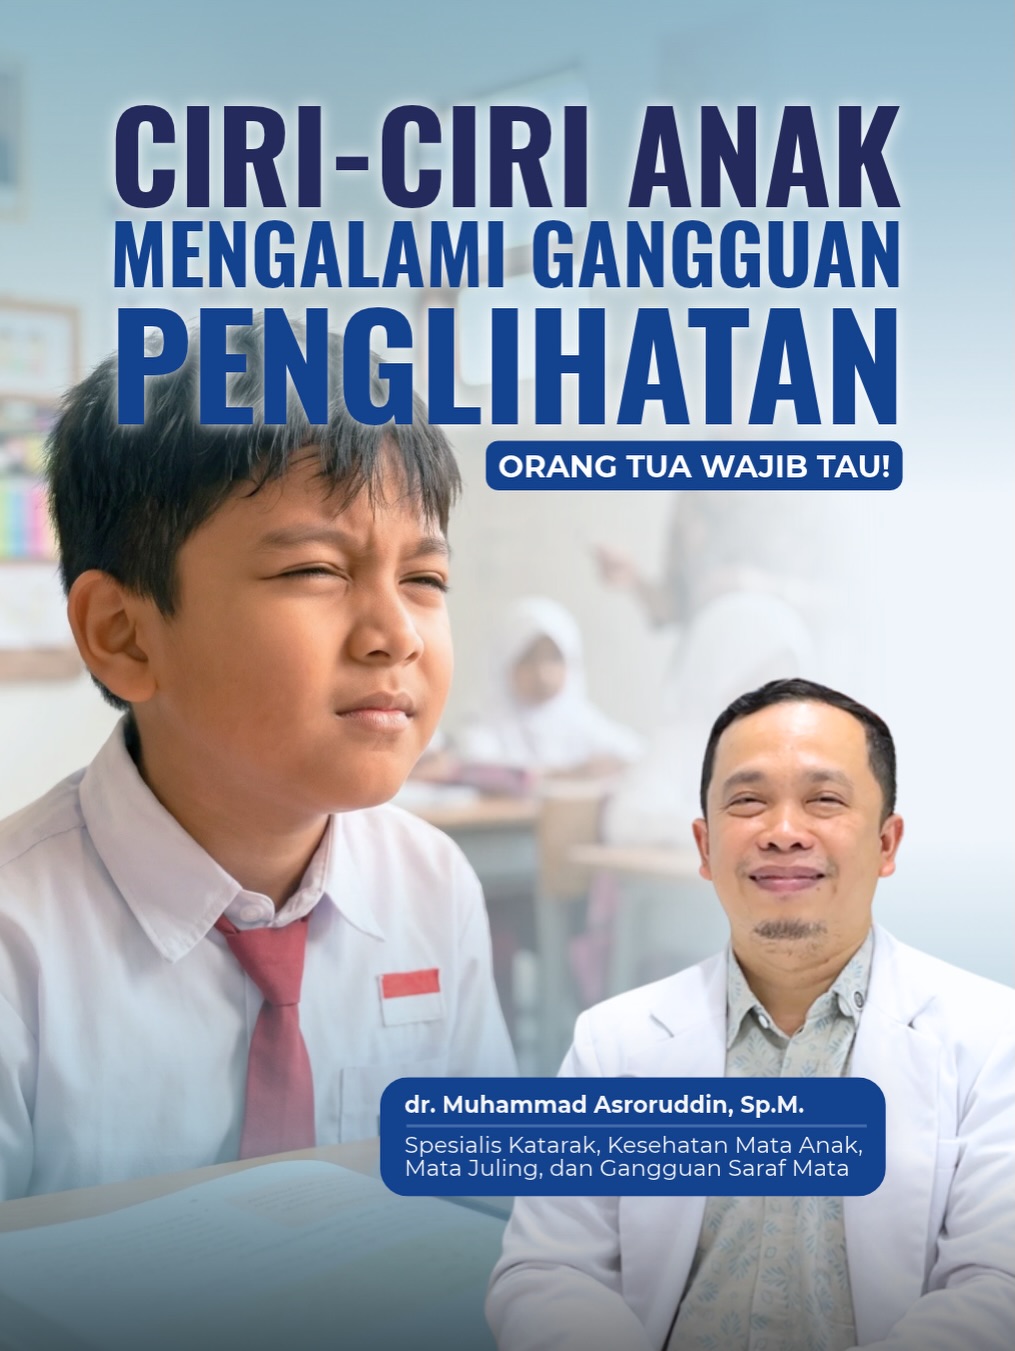 CIRI-CIRI ANAK
MENGALAMI GANGGUAN
PENGLIHATAN
ORANG TUA WAJIB TAU!
dr. Muhammad Asroruddin, Sp.M.
Spesialis Katarak, Kesehatan Mata Anak,
Mata Juling, dan Gangguan Saraf Mata